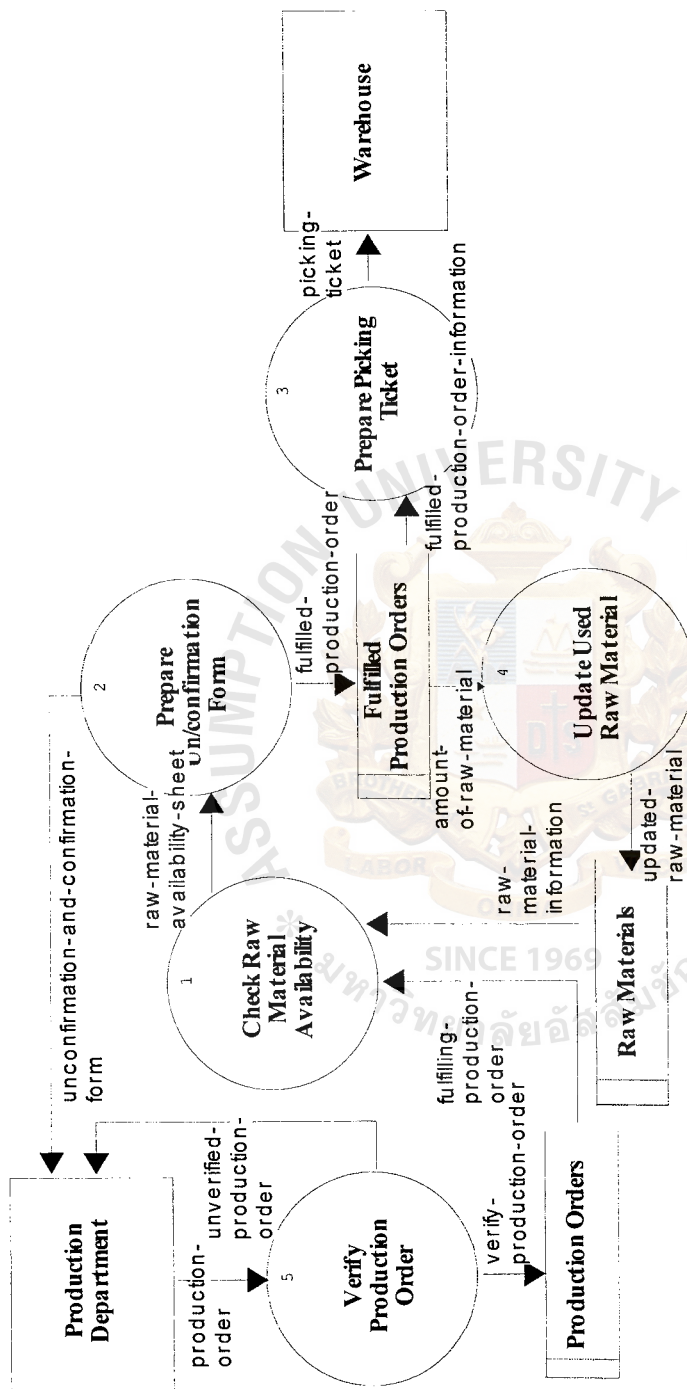 unconfirmation-and-confirmation-
form
Production
Department
production-
order
unverified-
production-
order
5
Verify
Production
Order
verify-
production-order
Production Orders
fulfilling-
production-
order
1
Check Raw
Material
Availability
raw-material-
availability-sheet
2
Prepare
Un/confirmation
Form
fulfilled-
production-order
Fulfilled
Production Orders
fulfilled-
production-order-information
3
Prepare Picking
Ticket
picking-
ticket
Warehouse
amount-
of-raw-material
4
Update Used
Raw Material
updated-
raw-material
Raw Materials
raw-
material-
information
ASSUMPTION UNIVERSITY
LABOR
SINCE 1969